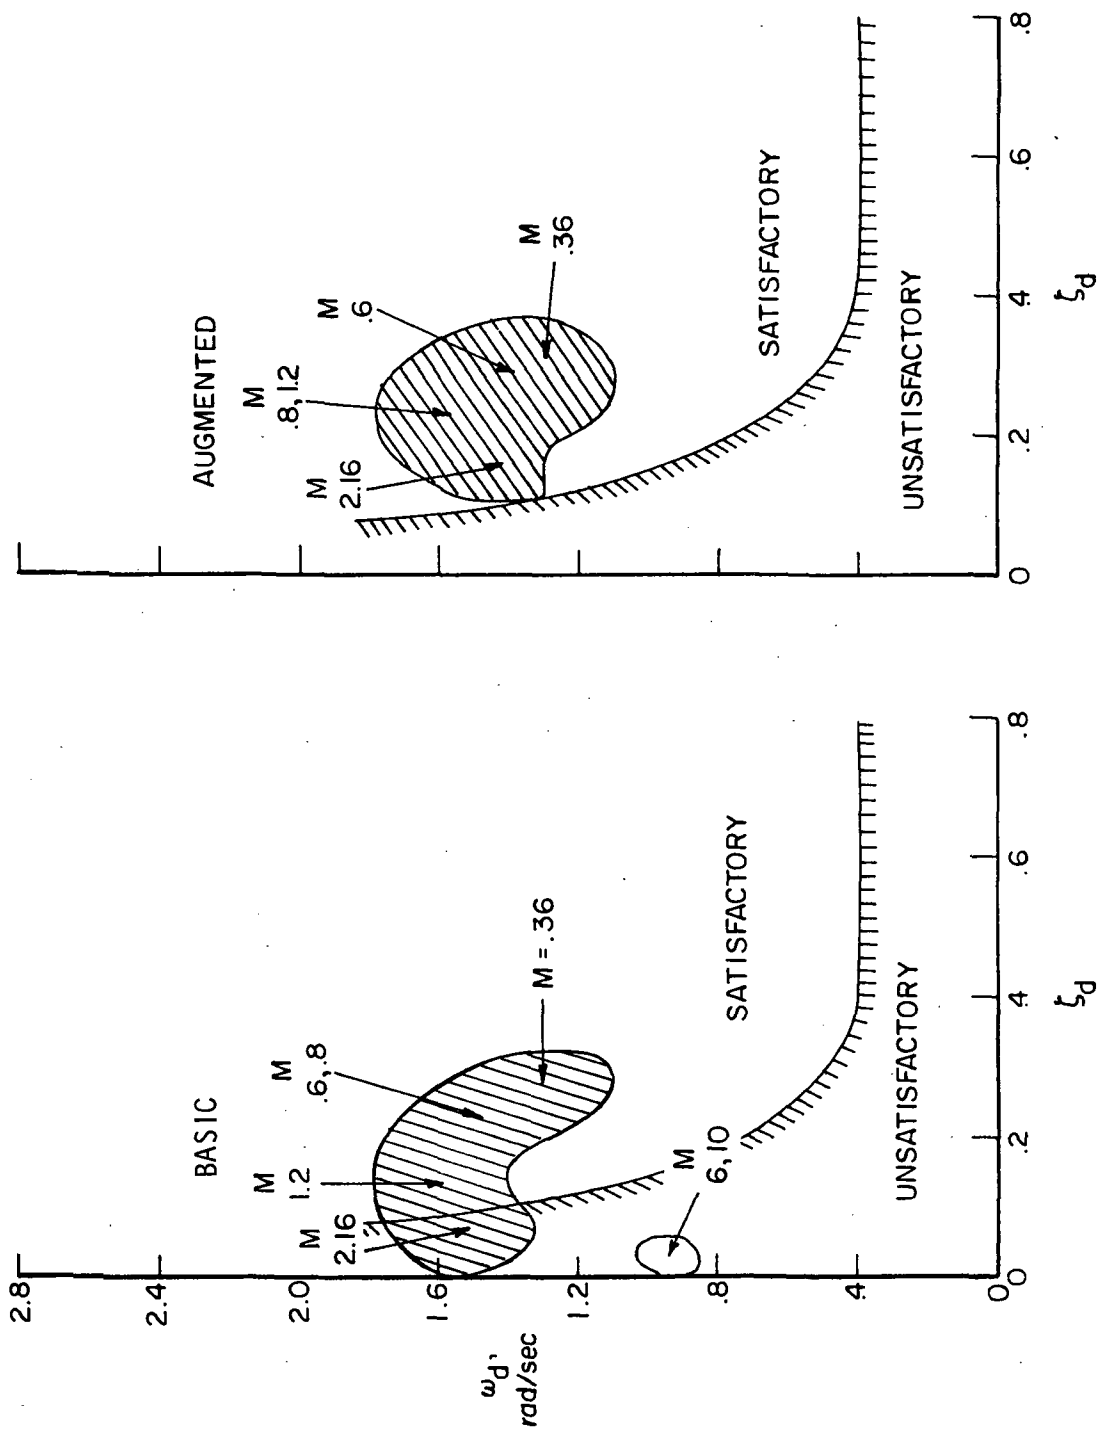 BASIC
AUGMENTED
2.8
2.4
2.0
1.6
1.2
.8
.4
0
ω_d,
rad/sec
M
2.16
M
1.2
M
.6,.8
M = .36
M
6,10
SATISFACTORY
UNSATISFACTORY
0
.2
.4
.6
.8
ζ_d
M
2.16
M
.8, 1.2
M
.6
M
.36
SATISFACTORY
UNSATISFACTORY
0
.2
.4
.6
.8
ζ_d